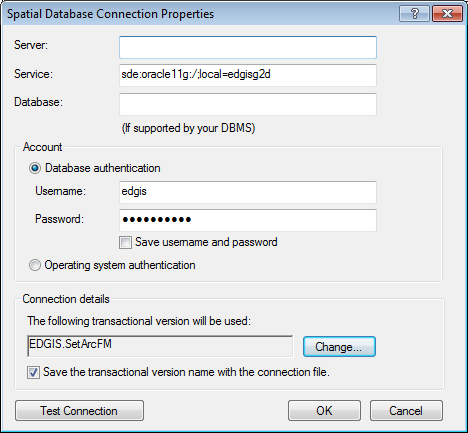 Spatial Database Connection Properties
Server:
Service: sde:oracle11g:/;local=edgisg2d
Database:
(If supported by your DBMS)
Account
Database authentication
Username: edgis
Password: ●●●●●●●●●●
Save username and password
Operating system authentication
Connection details
The following transactional version will be used:
EDGIS.SetArcFM Change...
Save the transactional version name with the connection file.
Test Connection OK Cancel